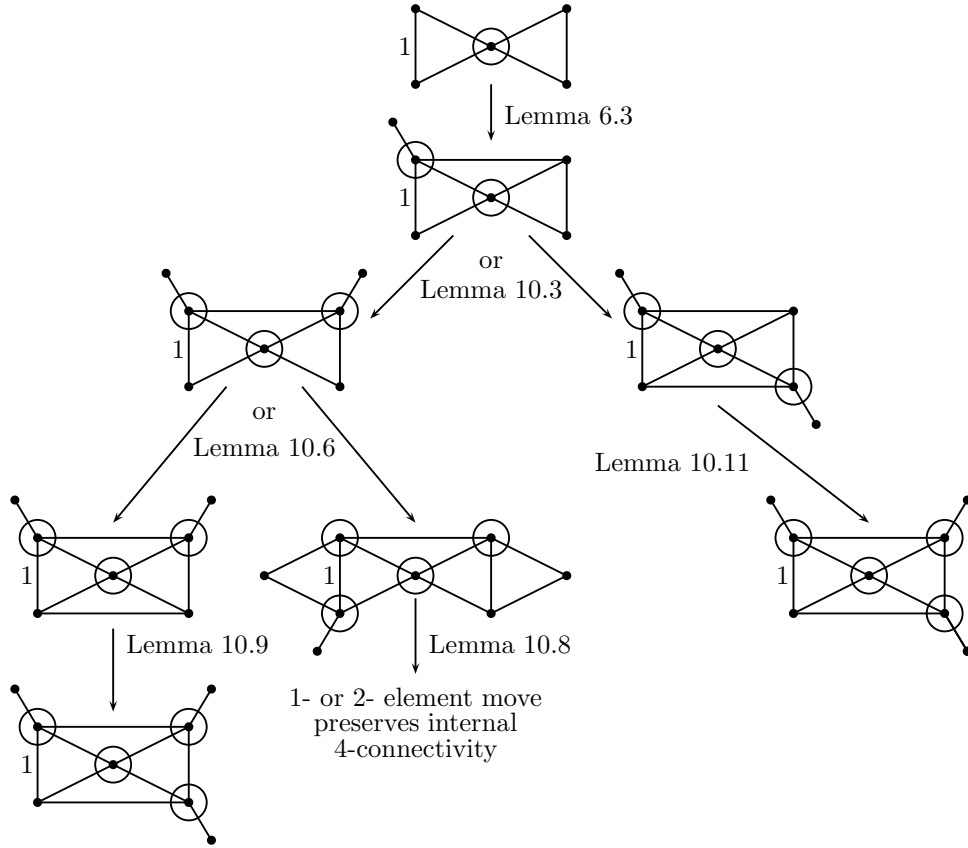 1
Lemma 6.3
1
or
Lemma 10.3
1
1
or
Lemma 10.6
Lemma 10.11
1
1
1
Lemma 10.9
Lemma 10.8
1- or 2- element move
preserves internal
4-connectivity
1